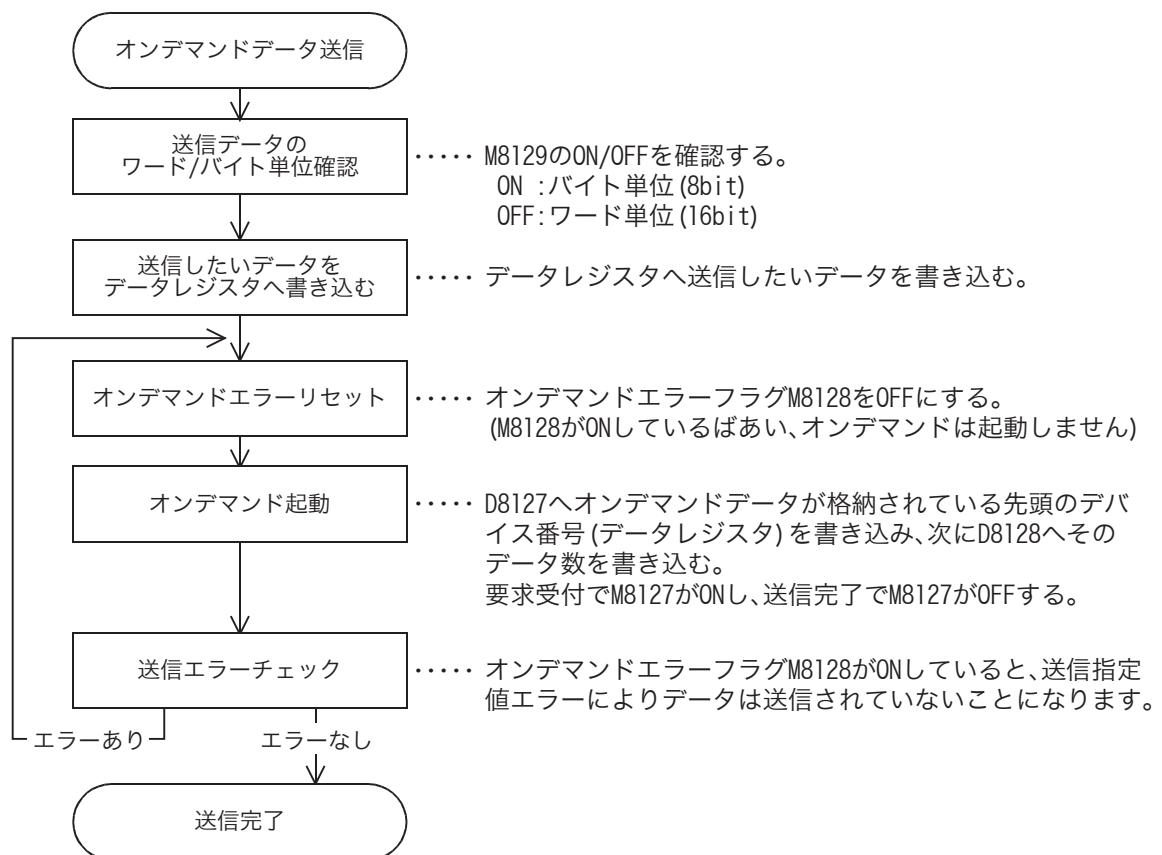 オンデマンドデータ送信
送信データの
ワード/バイト単位確認
‥‥‥ M8129のON/OFFを確認する。
ON :バイト単位(8bit)
OFF:ワード単位(16bit)
送信したいデータを
データレジスタへ書き込む
‥‥‥ データレジスタへ送信したいデータを書き込む。
オンデマンドエラーリセット
‥‥‥ オンデマンドエラーフラグM8128をOFFにする。
(M8128がONしているばあい、オンデマンドは起動しません)
オンデマンド起動
‥‥‥ D8127へオンデマンドデータが格納されている先頭のデバ
イス番号(データレジスタ)を書き込み、次にD8128へその
データ数を書き込む。
要求受付でM8127がONし、送信完了でM8127がOFFする。
送信エラーチェック
‥‥‥ オンデマンドエラーフラグM8128がONしていると、送信指定
値エラーによりデータは送信されていないことになります。
エラーあり
エラーなし
送信完了